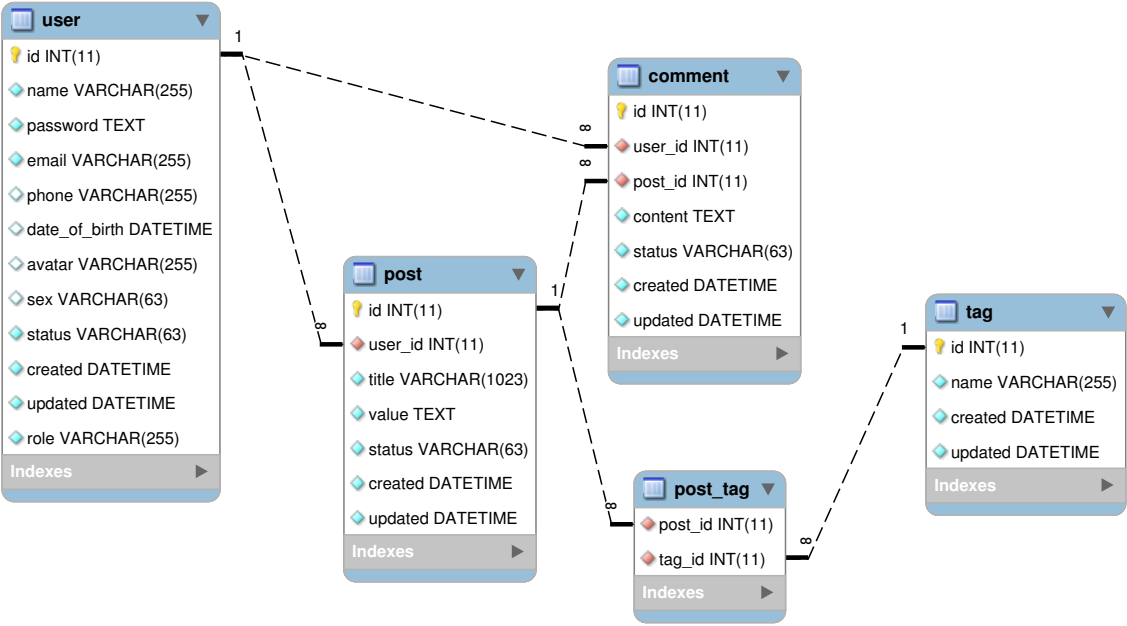 user
id INT(11)
name VARCHAR(255)
password TEXT
email VARCHAR(255)
phone VARCHAR(255)
date_of_birth DATETIME
avatar VARCHAR(255)
sex VARCHAR(63)
status VARCHAR(63)
created DATETIME
updated DATETIME
role VARCHAR(255)
Indexes
1
∞
∞
comment
id INT(11)
user_id INT(11)
post_id INT(11)
content TEXT
status VARCHAR(63)
created DATETIME
updated DATETIME
Indexes
∞
post
id INT(11)
user_id INT(11)
title VARCHAR(1023)
value TEXT
status VARCHAR(63)
created DATETIME
updated DATETIME
Indexes
1
∞
post_tag
post_id INT(11)
tag_id INT(11)
Indexes
∞
1
tag
id INT(11)
name VARCHAR(255)
created DATETIME
updated DATETIME
Indexes